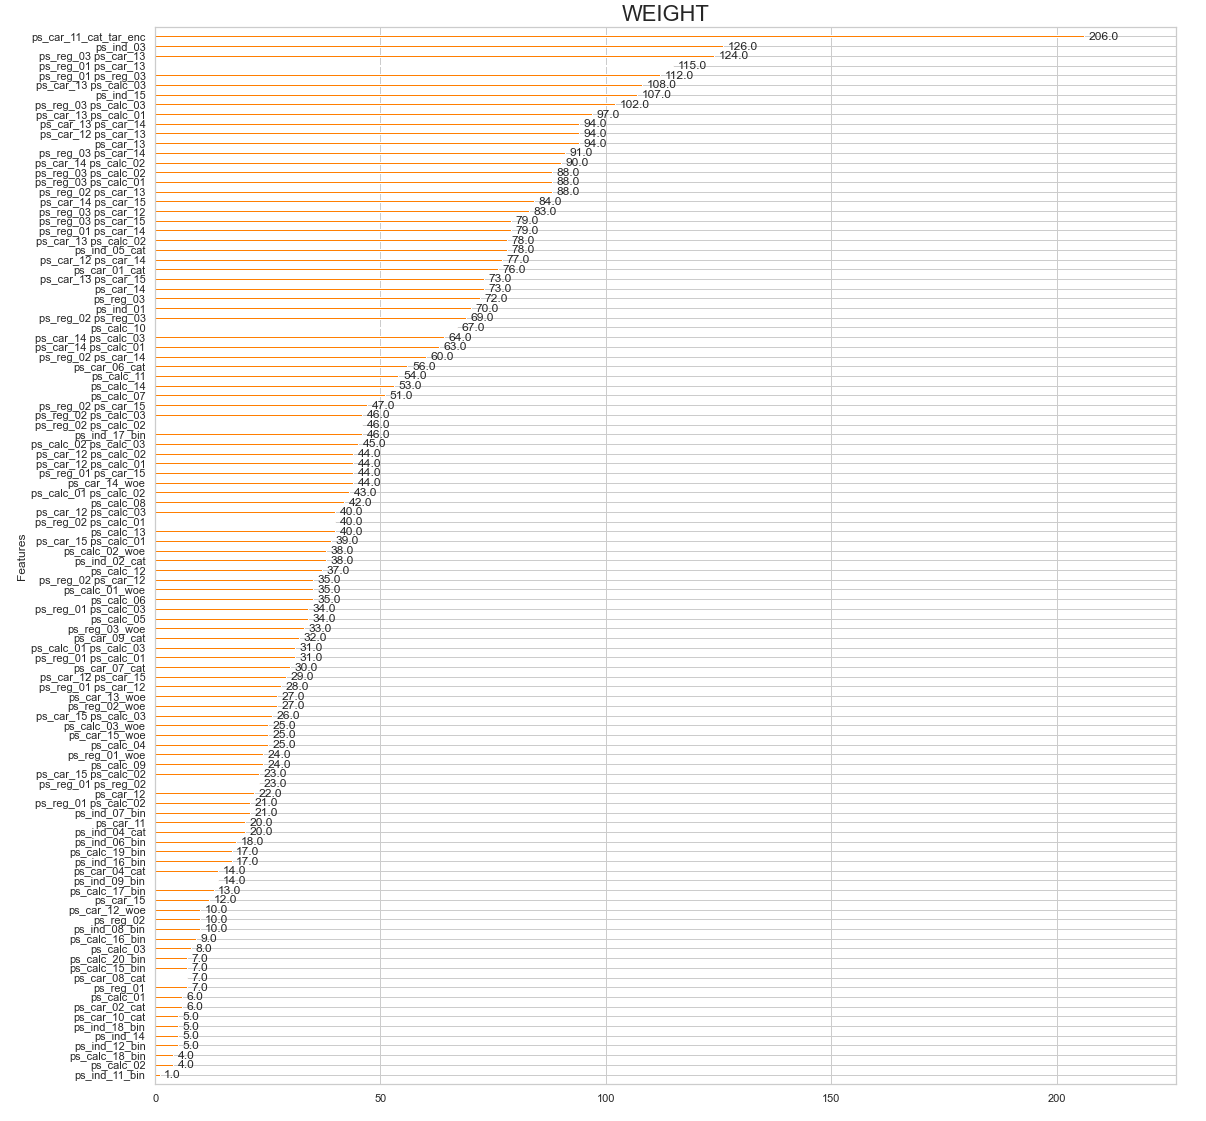 WEIGHT
ps_car_11_cat_tar_enc 206.0
ps_ind_03 126.0
ps_reg_03 ps_car_13 124.0
ps_reg_01 ps_car_13 115.0
ps_reg_01 ps_reg_03 112.0
ps_car_13 ps_calc_03 108.0
ps_ind_15 107.0
ps_reg_03 ps_calc_03 102.0
ps_car_13 ps_calc_01 97.0
ps_car_13 ps_car_14 94.0
ps_car_12 ps_car_13 94.0
ps_car_13 94.0
ps_reg_03 ps_car_14 91.0
ps_car_14 ps_calc_02 90.0
ps_reg_03 ps_calc_02 88.0
ps_reg_03 ps_calc_01 88.0
ps_reg_02 ps_car_13 88.0
ps_car_14 ps_car_15 84.0
ps_reg_03 ps_car_12 83.0
ps_reg_03 ps_car_15 79.0
ps_reg_01 ps_car_14 79.0
ps_car_13 ps_calc_02 78.0
ps_ind_05_cat 78.0
ps_car_12 ps_car_14 77.0
ps_car_01_cat 76.0
ps_car_13 ps_car_15 73.0
ps_car_14 73.0
ps_reg_03 72.0
ps_ind_01 70.0
ps_reg_02 ps_reg_03 69.0
ps_calc_10 67.0
ps_car_14 ps_calc_03 64.0
ps_car_14 ps_calc_01 63.0
ps_reg_02 ps_car_14 60.0
ps_car_06_cat 56.0
ps_calc_11 54.0
ps_calc_14 53.0
ps_calc_07 51.0
ps_reg_02 ps_car_15 47.0
ps_reg_02 ps_calc_03 46.0
ps_reg_02 ps_calc_02 46.0
ps_ind_17_bin 46.0
ps_calc_02 ps_calc_03 45.0
ps_car_12 ps_calc_02 44.0
ps_car_12 ps_calc_01 44.0
ps_reg_01 ps_car_15 44.0
ps_car_14_woe 44.0
ps_calc_01 ps_calc_02 43.0
ps_calc_08 42.0
ps_car_12 ps_calc_03 40.0
ps_reg_02 ps_calc_01 40.0
ps_calc_13 40.0
ps_car_15 ps_calc_01 39.0
ps_calc_02_woe 38.0
ps_ind_02_cat 38.0
ps_calc_12 37.0
ps_reg_02 ps_car_12 35.0
ps_calc_01_woe 35.0
ps_calc_06 35.0
ps_reg_01 ps_calc_03 34.0
ps_calc_05 34.0
ps_reg_03_woe 33.0
ps_car_09_cat 32.0
ps_calc_01 ps_calc_03 31.0
ps_reg_01 ps_calc_01 31.0
ps_car_07_cat 30.0
ps_car_12 ps_car_15 29.0
ps_reg_01 ps_car_12 28.0
ps_car_13_woe 27.0
ps_reg_02_woe 27.0
ps_car_15 ps_calc_03 26.0
ps_calc_03_woe 25.0
ps_car_15_woe 25.0
ps_calc_04 25.0
ps_reg_01_woe 24.0
ps_calc_09 24.0
ps_car_15 ps_calc_02 23.0
ps_reg_01 ps_reg_02 23.0
ps_car_12 22.0
ps_reg_01 ps_calc_02 21.0
ps_ind_07_bin 21.0
ps_car_11 20.0
ps_ind_04_cat 20.0
ps_ind_06_bin 18.0
ps_calc_19_bin 17.0
ps_ind_16_bin 17.0
ps_car_04_cat 14.0
ps_ind_09_bin 14.0
ps_calc_17_bin 13.0
ps_car_15 12.0
ps_car_12_woe 10.0
ps_reg_02 10.0
ps_ind_08_bin 10.0
ps_calc_16_bin 9.0
ps_calc_03 8.0
ps_calc_20_bin 7.0
ps_calc_15_bin 7.0
ps_car_08_cat 7.0
ps_reg_01 7.0
ps_calc_01 6.0
ps_car_02_cat 6.0
ps_car_10_cat 5.0
ps_ind_18_bin 5.0
ps_ind_14 5.0
ps_ind_12_bin 5.0
ps_calc_18_bin 4.0
ps_calc_02 4.0
ps_ind_11_bin 1.0
Features
0 50 100 150 200